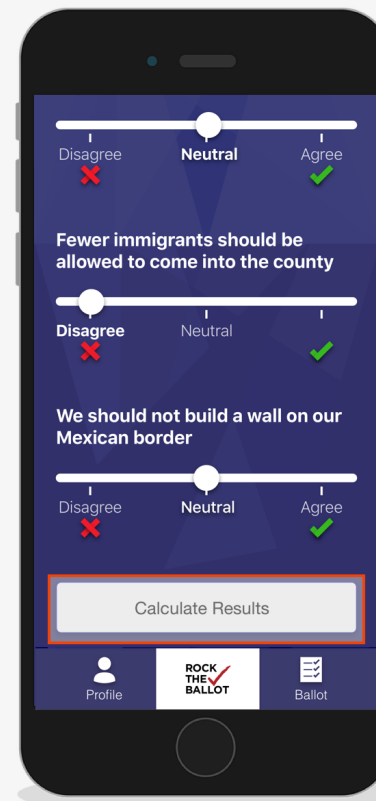 Disagree Neutral Agree
Fewer immigrants should be
allowed to come into the county
Disagree Neutral
We should not build a wall on our
Mexican border
Disagree Neutral Agree
Calculate Results
Profile
ROCK
THE
BALLOT
Ballot